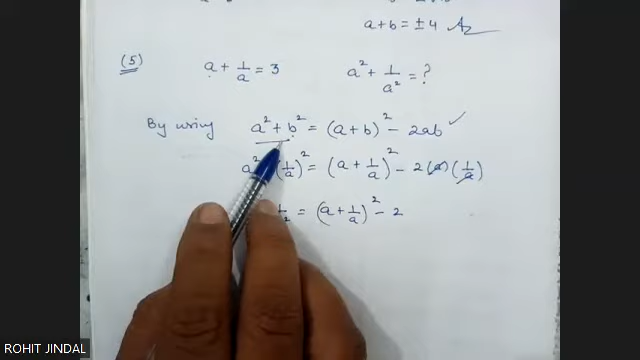 a+b = ±4 Az
(5) a + 1/a = 3 a² + 1/a² = ?
By using a² + b² = (a+b)² - 2ab ✓
a² (1/a)² = (a + 1/a)² - 2 (a) (1/a)
= (a + 1/a)² - 2
ROHIT JINDAL